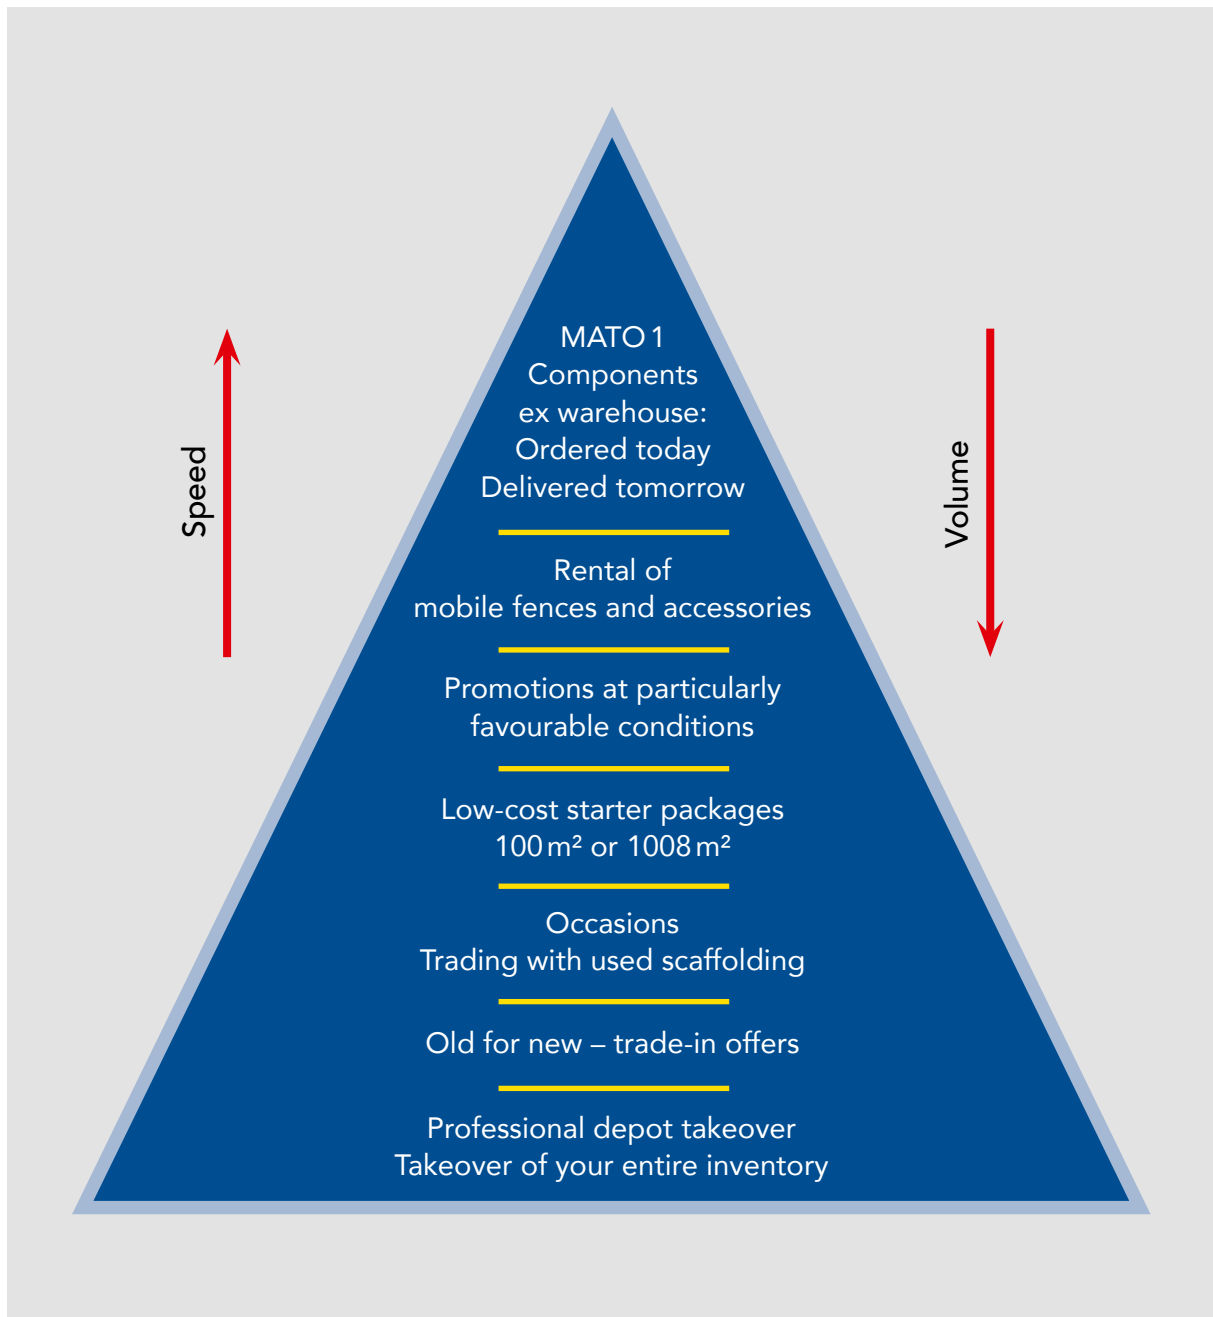 MATO 1
Components
ex warehouse:
Ordered today
Delivered tomorrow
Speed
Volume
Rental of
mobile fences and accessories
Promotions at particularly
favourable conditions
Low-cost starter packages
100 m² or 1008 m²
Occasions
Trading with used scaffolding
Old for new – trade-in offers
Professional depot takeover
Takeover of your entire inventory